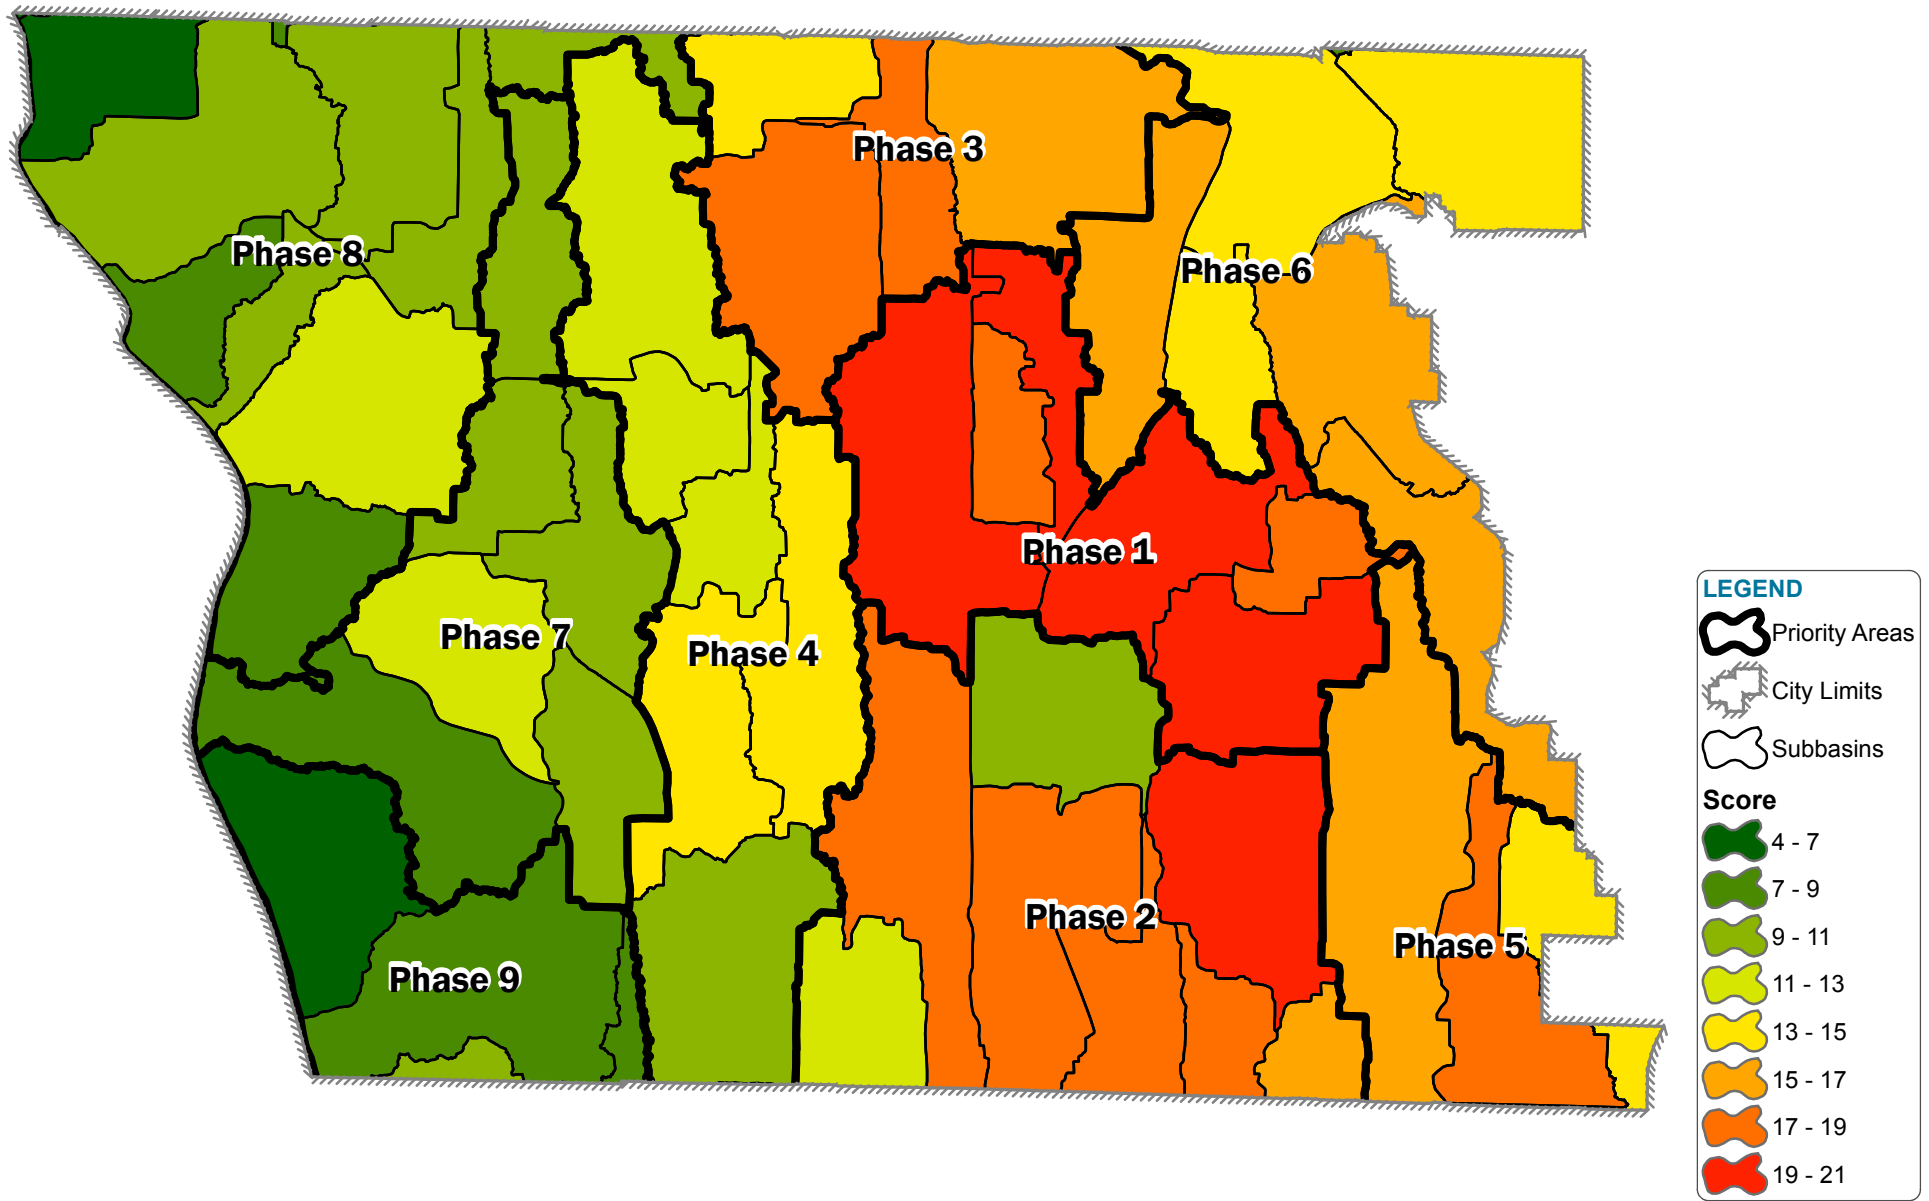 Phase 3
Phase 8
Phase 6
Phase 1
Phase 7
Phase 4
Phase 2
Phase 5
Phase 9
LEGEND
Priority Areas
City Limits
Subbasins
Score
4 - 7
7 - 9
9 - 11
11 - 13
13 - 15
15 - 17
17 - 19
19 - 21